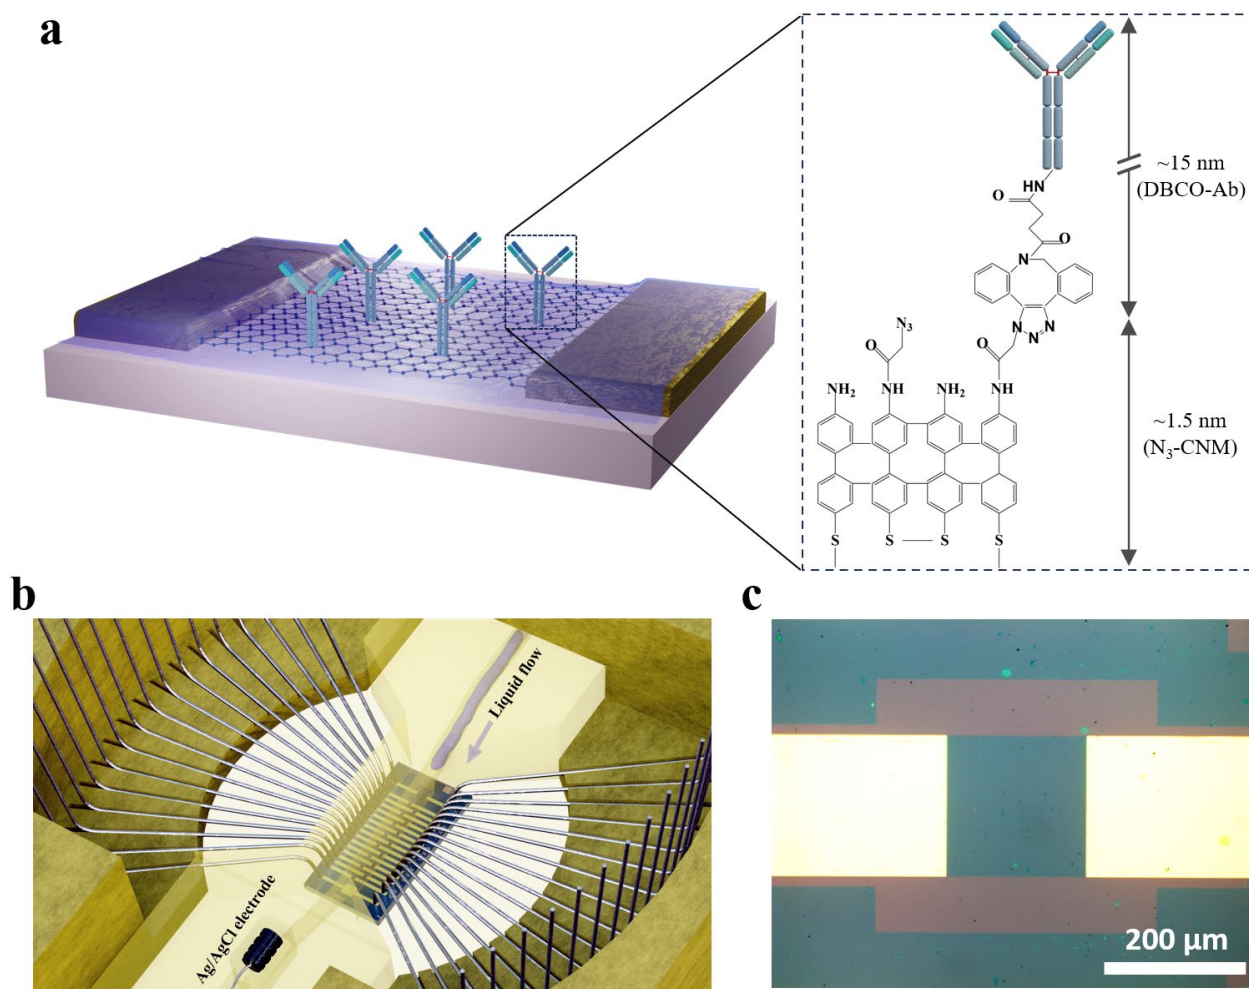 a
~15 nm
(DBCO-Ab)
HN
O
O
N
N₃
N
N
N
O
O
NH₂
NH
NH₂
NH
~1.5 nm
(N₃-CNM)
S
S
S
S
b
c
Liquid flow
Ag/AgCl electrode
200 µm